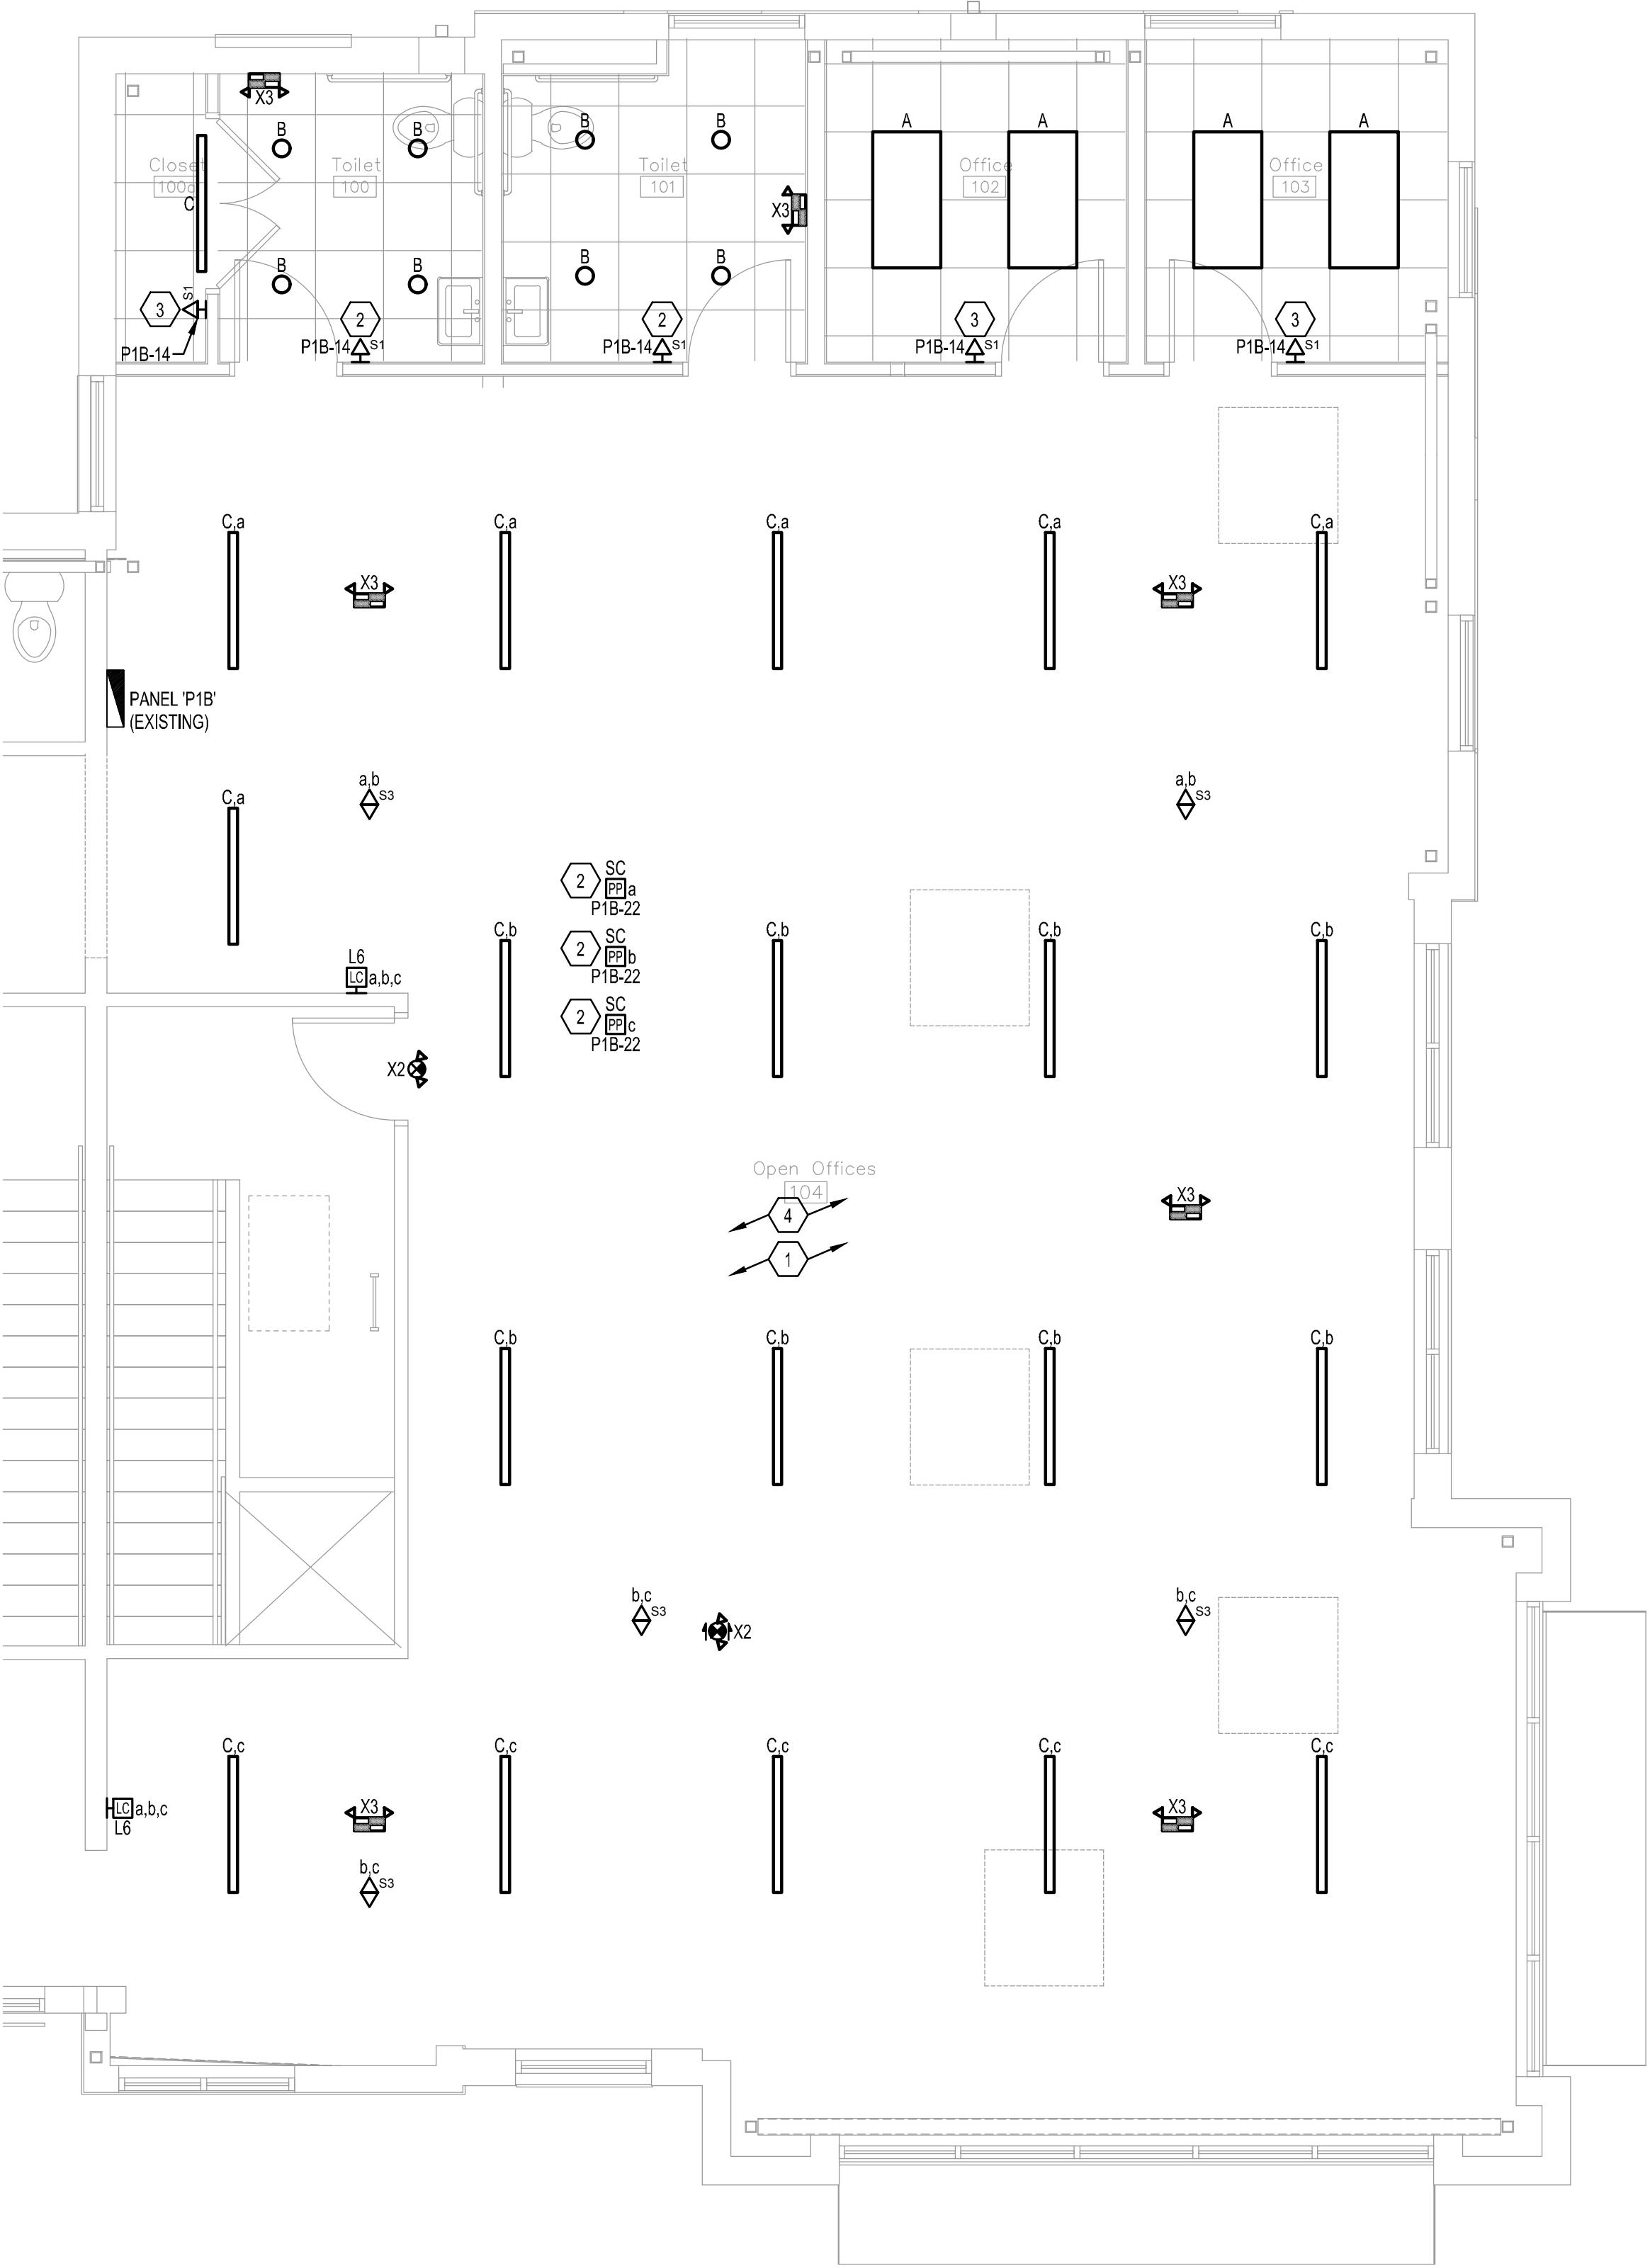 X3
B
B
B
B
A
A
A
A
Closet
100a
C
Toilet
100
Toilet
101
X3
Office
102
Office
103
B
B
B
B
3
S1
P1B-14
2
P1B-14
S1
2
P1B-14
S1
3
P1B-14
S1
3
P1B-14
S1
C,a
C,a
C,a
C,a
C,a
X3
X3
PANEL 'P1B'
(EXISTING)
a,b
S3
a,b
S3
C,a
2
SC
PP a
P1B-22
2
SC
PP b
P1B-22
2
SC
PP c
P1B-22
C,b
C,b
C,b
C,b
L6
LC a,b,c
X2
Open Offices
104
4
1
X3
C,b
C,b
C,b
C,b
b,c
S3
X2
b,c
S3
C,c
C,c
C,c
C,c
C,c
LC a,b,c
L6
X3
X3
b,c
S3